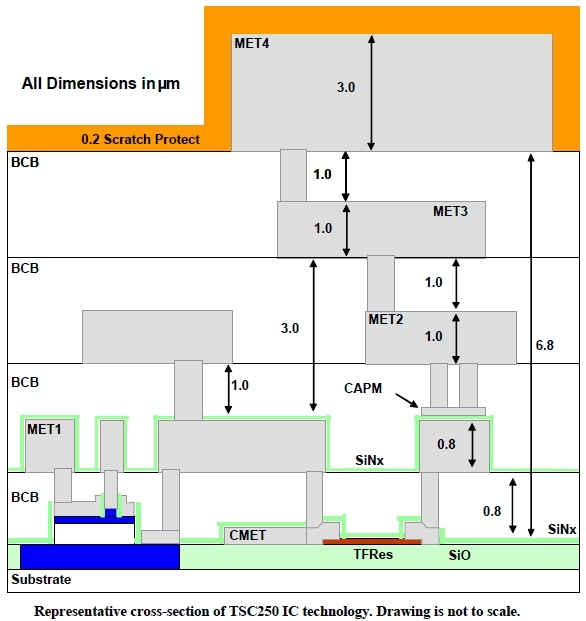 MET4
All Dimensions in µm
3.0
0.2 Scratch Protect
BCB
1.0
MET3
1.0
BCB
1.0
3.0
MET2
1.0
6.8
BCB
1.0
CAPM
MET1
0.8
SiNx
BCB
0.8
SiNx
CMET
TFRes
SiO
Substrate
Representative cross-section of TSC250 IC technology. Drawing is not to scale.